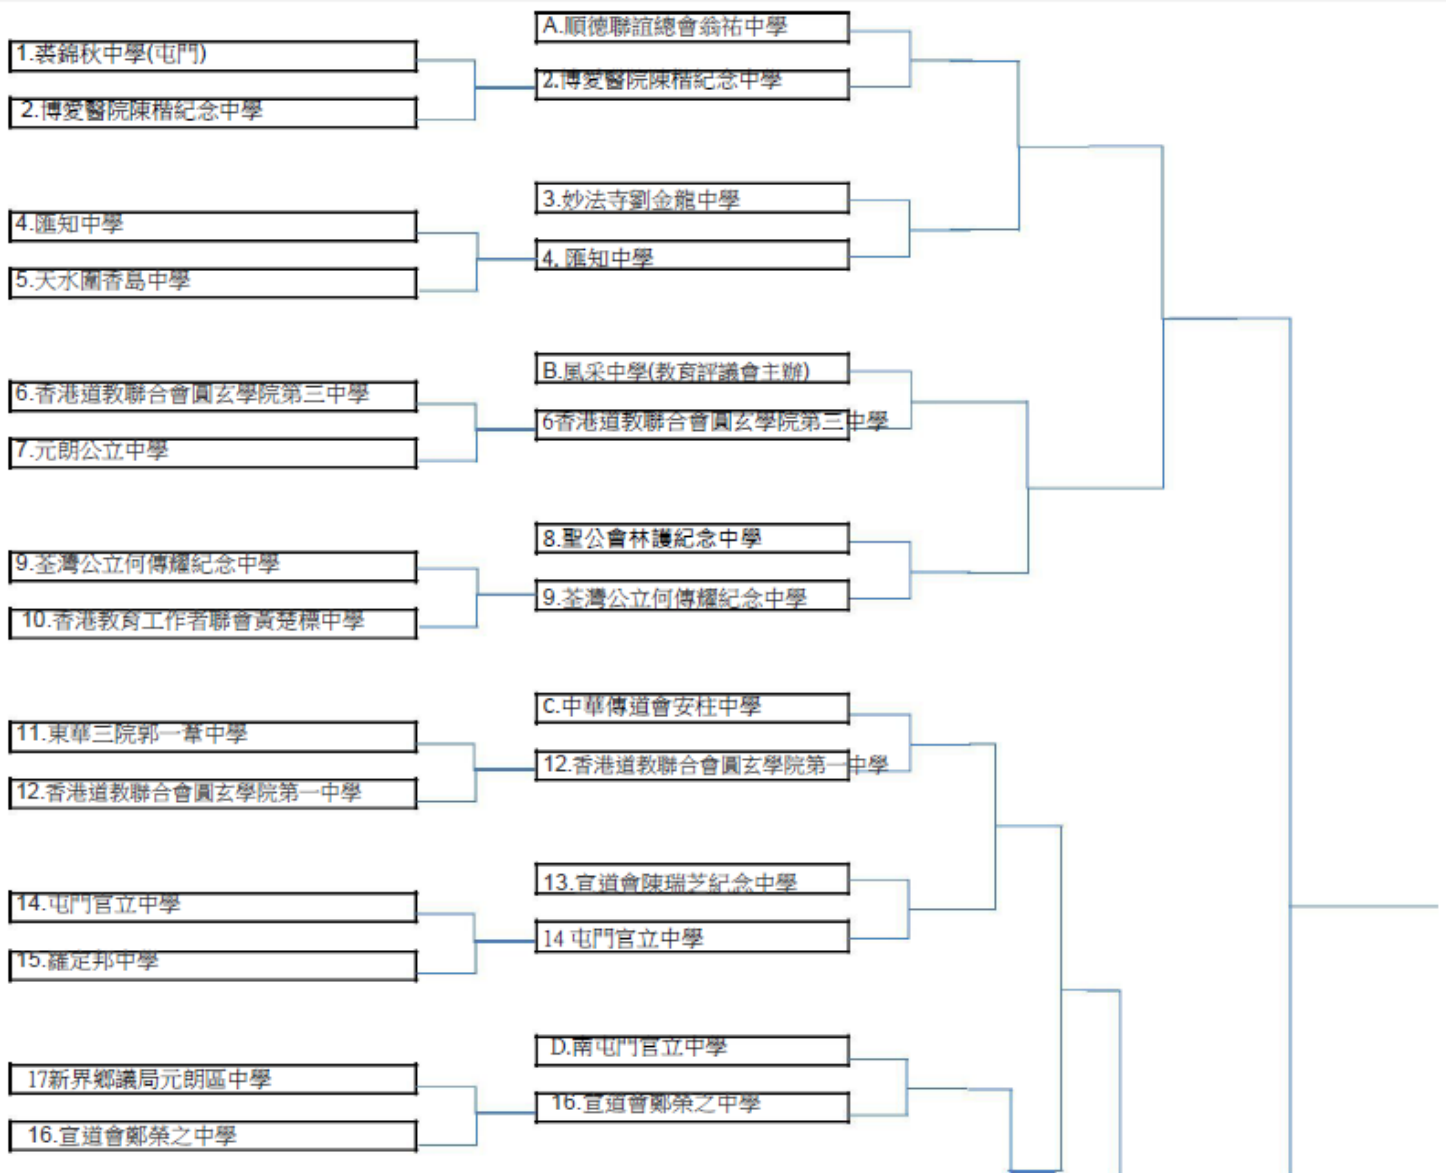 A.順德聯誼總會翁祐中學
1.裘錦秋中學(屯門)
2.博愛醫院陳楷紀念中學
2.博愛醫院陳楷紀念中學
3.妙法寺劉金龍中學
4.匯知中學
4. 匯知中學
5.天水圍香島中學
B.風采中學(教育評議會主辦)
6.香港道教聯合會圓玄學院第三中學
6香港道教聯合會圓玄學院第三中學
7.元朗公立中學
8.聖公會林護紀念中學
9.荃灣公立何傳耀紀念中學
9.荃灣公立何傳耀紀念中學
10.香港教育工作者聯會黃楚標中學
C.中華傳道會安柱中學
11.東華三院郭一葦中學
12.香港道教聯合會圓玄學院第一中學
12.香港道教聯合會圓玄學院第一中學
13.宣道會陳瑞芝紀念中學
14.屯門官立中學
14 屯門官立中學
15.羅定邦中學
D.南屯門官立中學
17新界鄉議局元朗區中學
16.宣道會鄭榮之中學
16.宣道會鄭榮之中學